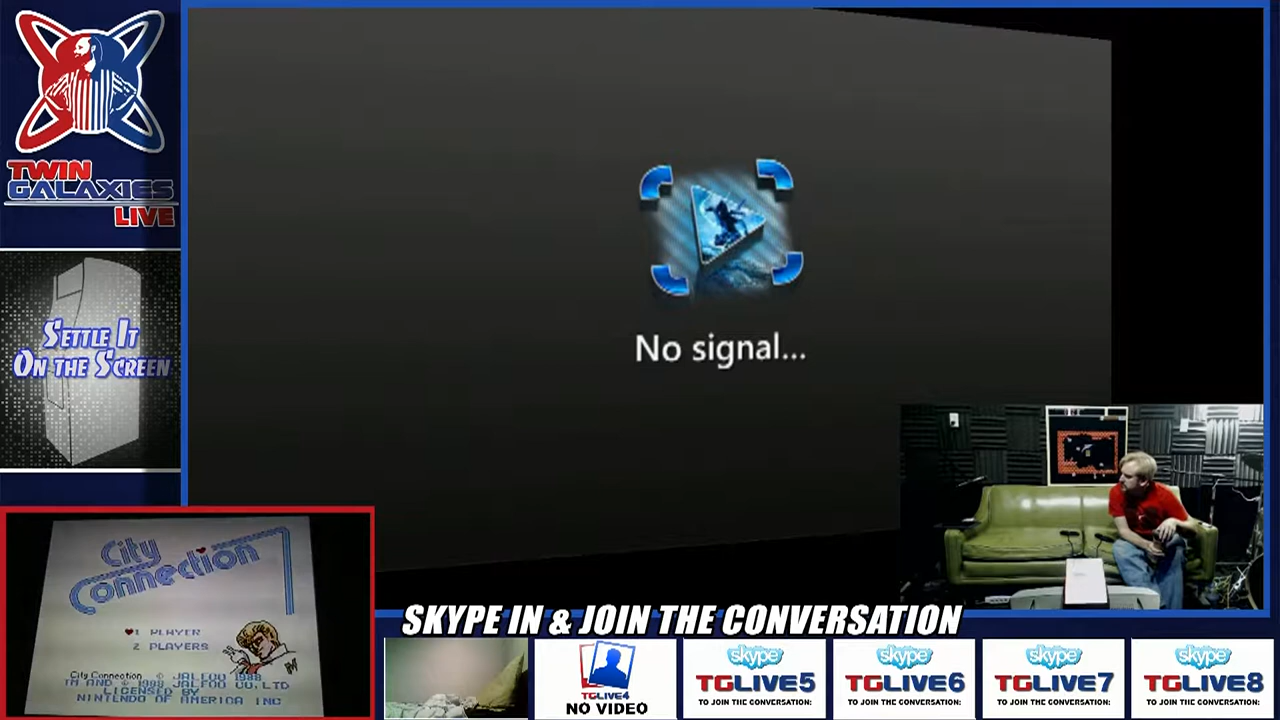 TWIN
GALAXIES
LIVE
SETTLE IT
ON THE SCREEN
No signal...
City
Connection
1 PLAYER
2 PLAYERS
City Connection © JALECO 1988
TM AND © 1988 JALECO CO.LTD
LICENSED BY
NINTENDO OF AMERICA INC
SKYPE IN & JOIN THE CONVERSATION
TGLIVE4
NO VIDEO
skype
TGLIVE5
TO JOIN THE CONVERSATION:
skype
TGLIVE6
TO JOIN THE CONVERSATION:
skype
TGLIVE7
TO JOIN THE CONVERSATION:
skype
TGLIVE8
TO JOIN THE CONVERSATION: